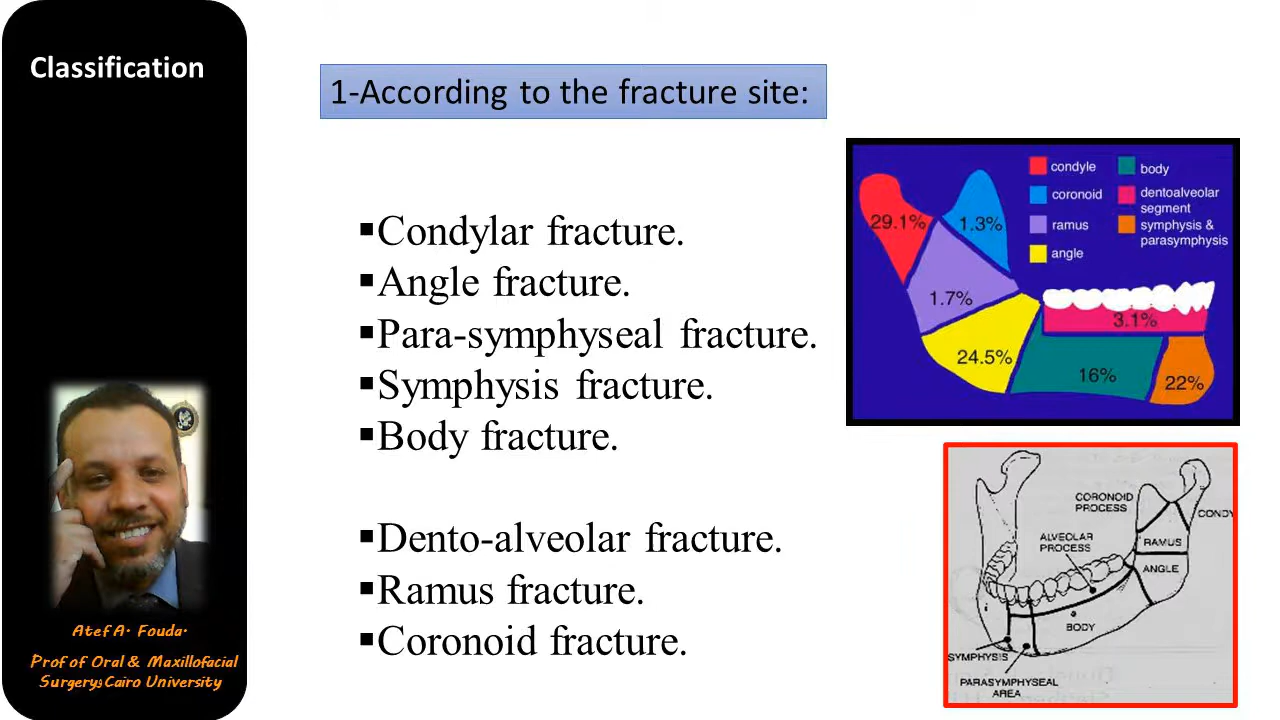 Classification
1-According to the fracture site:
▪Condylar fracture.
▪Angle fracture.
▪Para-symphyseal fracture.
▪Symphysis fracture.
▪Body fracture.
▪Dento-alveolar fracture.
▪Ramus fracture.
▪Coronoid fracture.
condyle
coronoid
ramus
angle
body
dentoalveolar
segment
symphysis &
parasymphysis
29.1%
1.3%
1.7%
3.1%
24.5%
16%
22%
CORONOID
PROCESS
CONDY
ALVEOLAR
PROCESS
RAMUS
ANGLE
BODY
SYMPHYSIS
PARASYMPHYSEAL
AREA
Atef A. Fouda.
Prof of Oral & Maxillofacial
Surgery,Cairo University